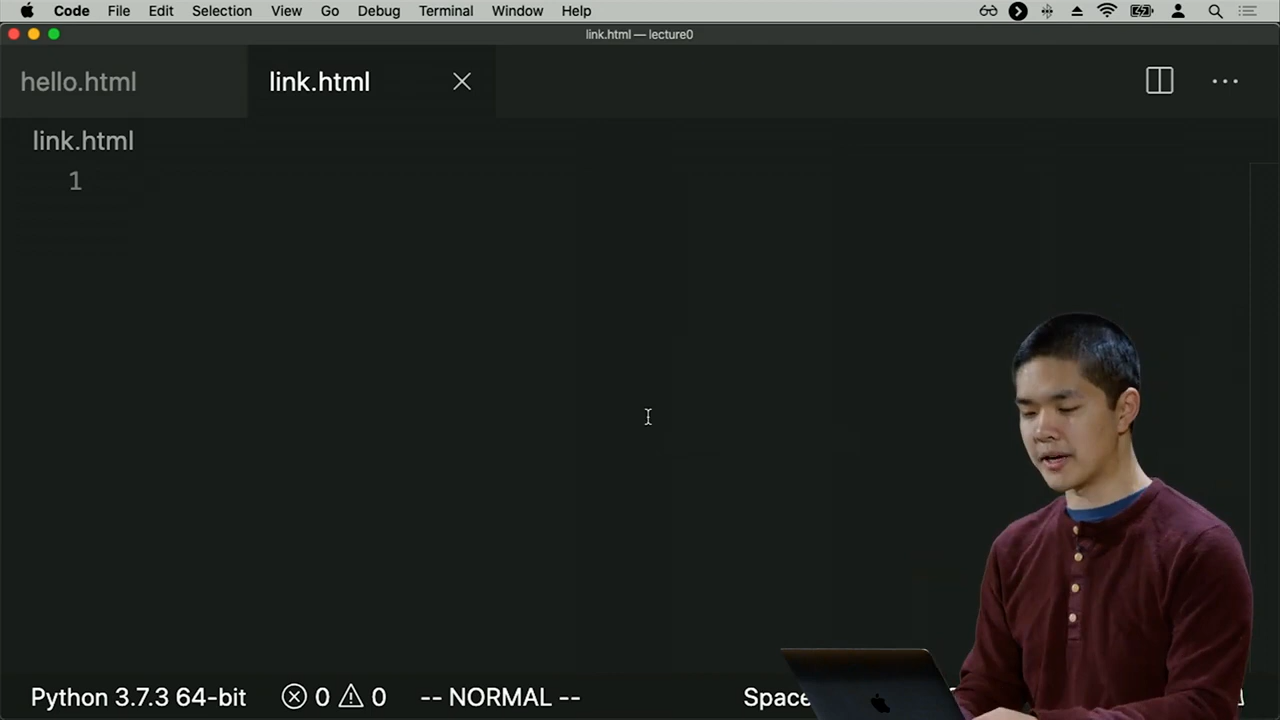 Code File Edit Selection View Go Debug Terminal Window Help
link.html — lecture0
hello.html link.html
link.html
1
Python 3.7.3 64-bit 0 0 -- NORMAL --